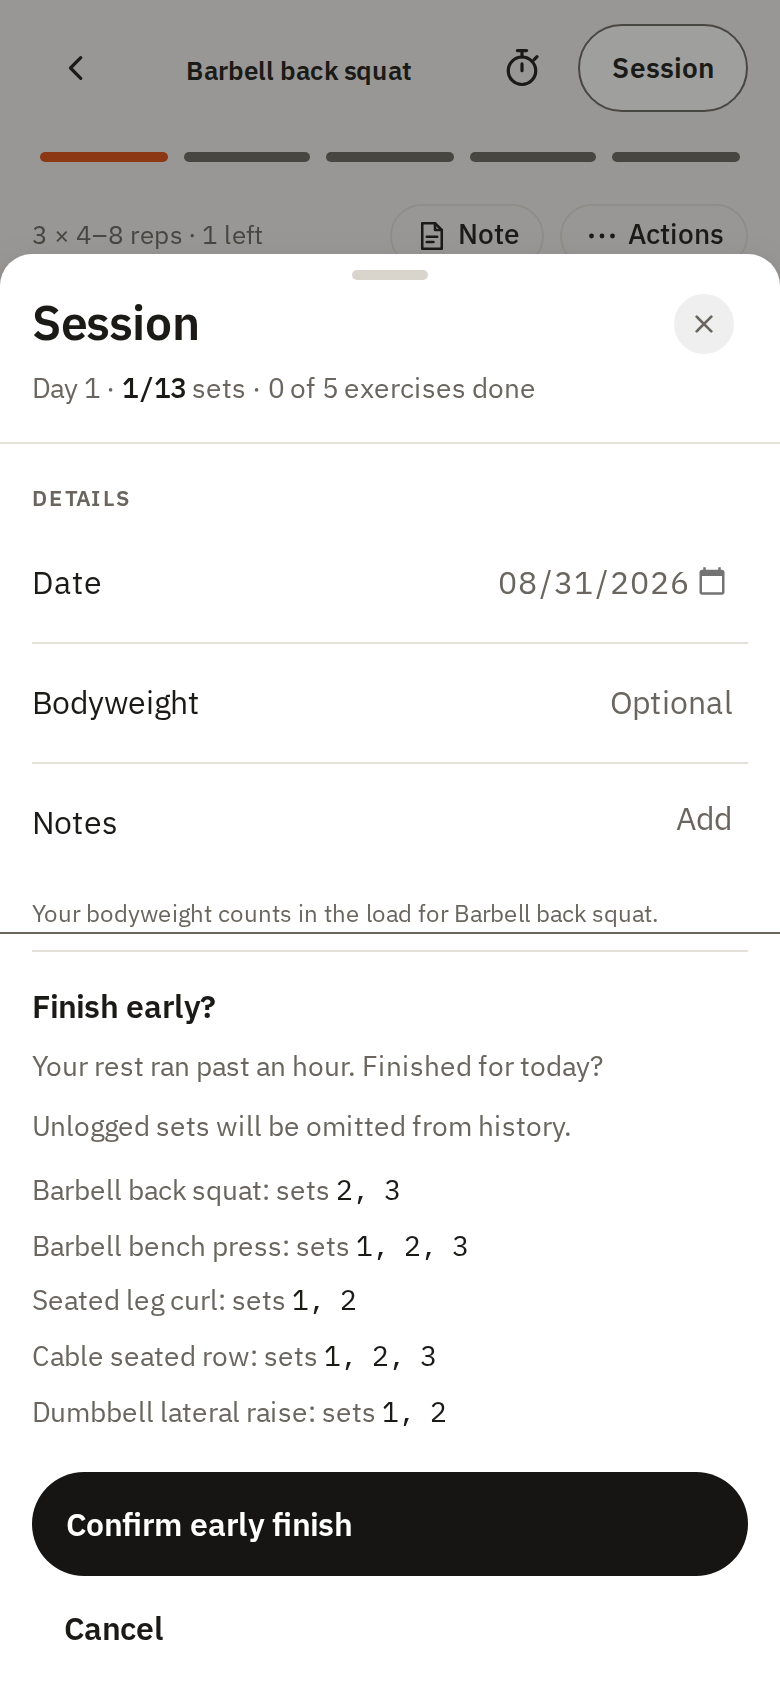 Barbell back squat
Session
3 × 4–8 reps · 1 left
Note
Actions
Session
Day 1 · 1/13 sets · 0 of 5 exercises done
DETAILS
Date
08/31/2026
Bodyweight
Optional
Notes
Add
Your bodyweight counts in the load for Barbell back squat.
Finish early?
Your rest ran past an hour. Finished for today?
Unlogged sets will be omitted from history.
Barbell back squat: sets 2, 3
Barbell bench press: sets 1, 2, 3
Seated leg curl: sets 1, 2
Cable seated row: sets 1, 2, 3
Dumbbell lateral raise: sets 1, 2
Confirm early finish
Cancel